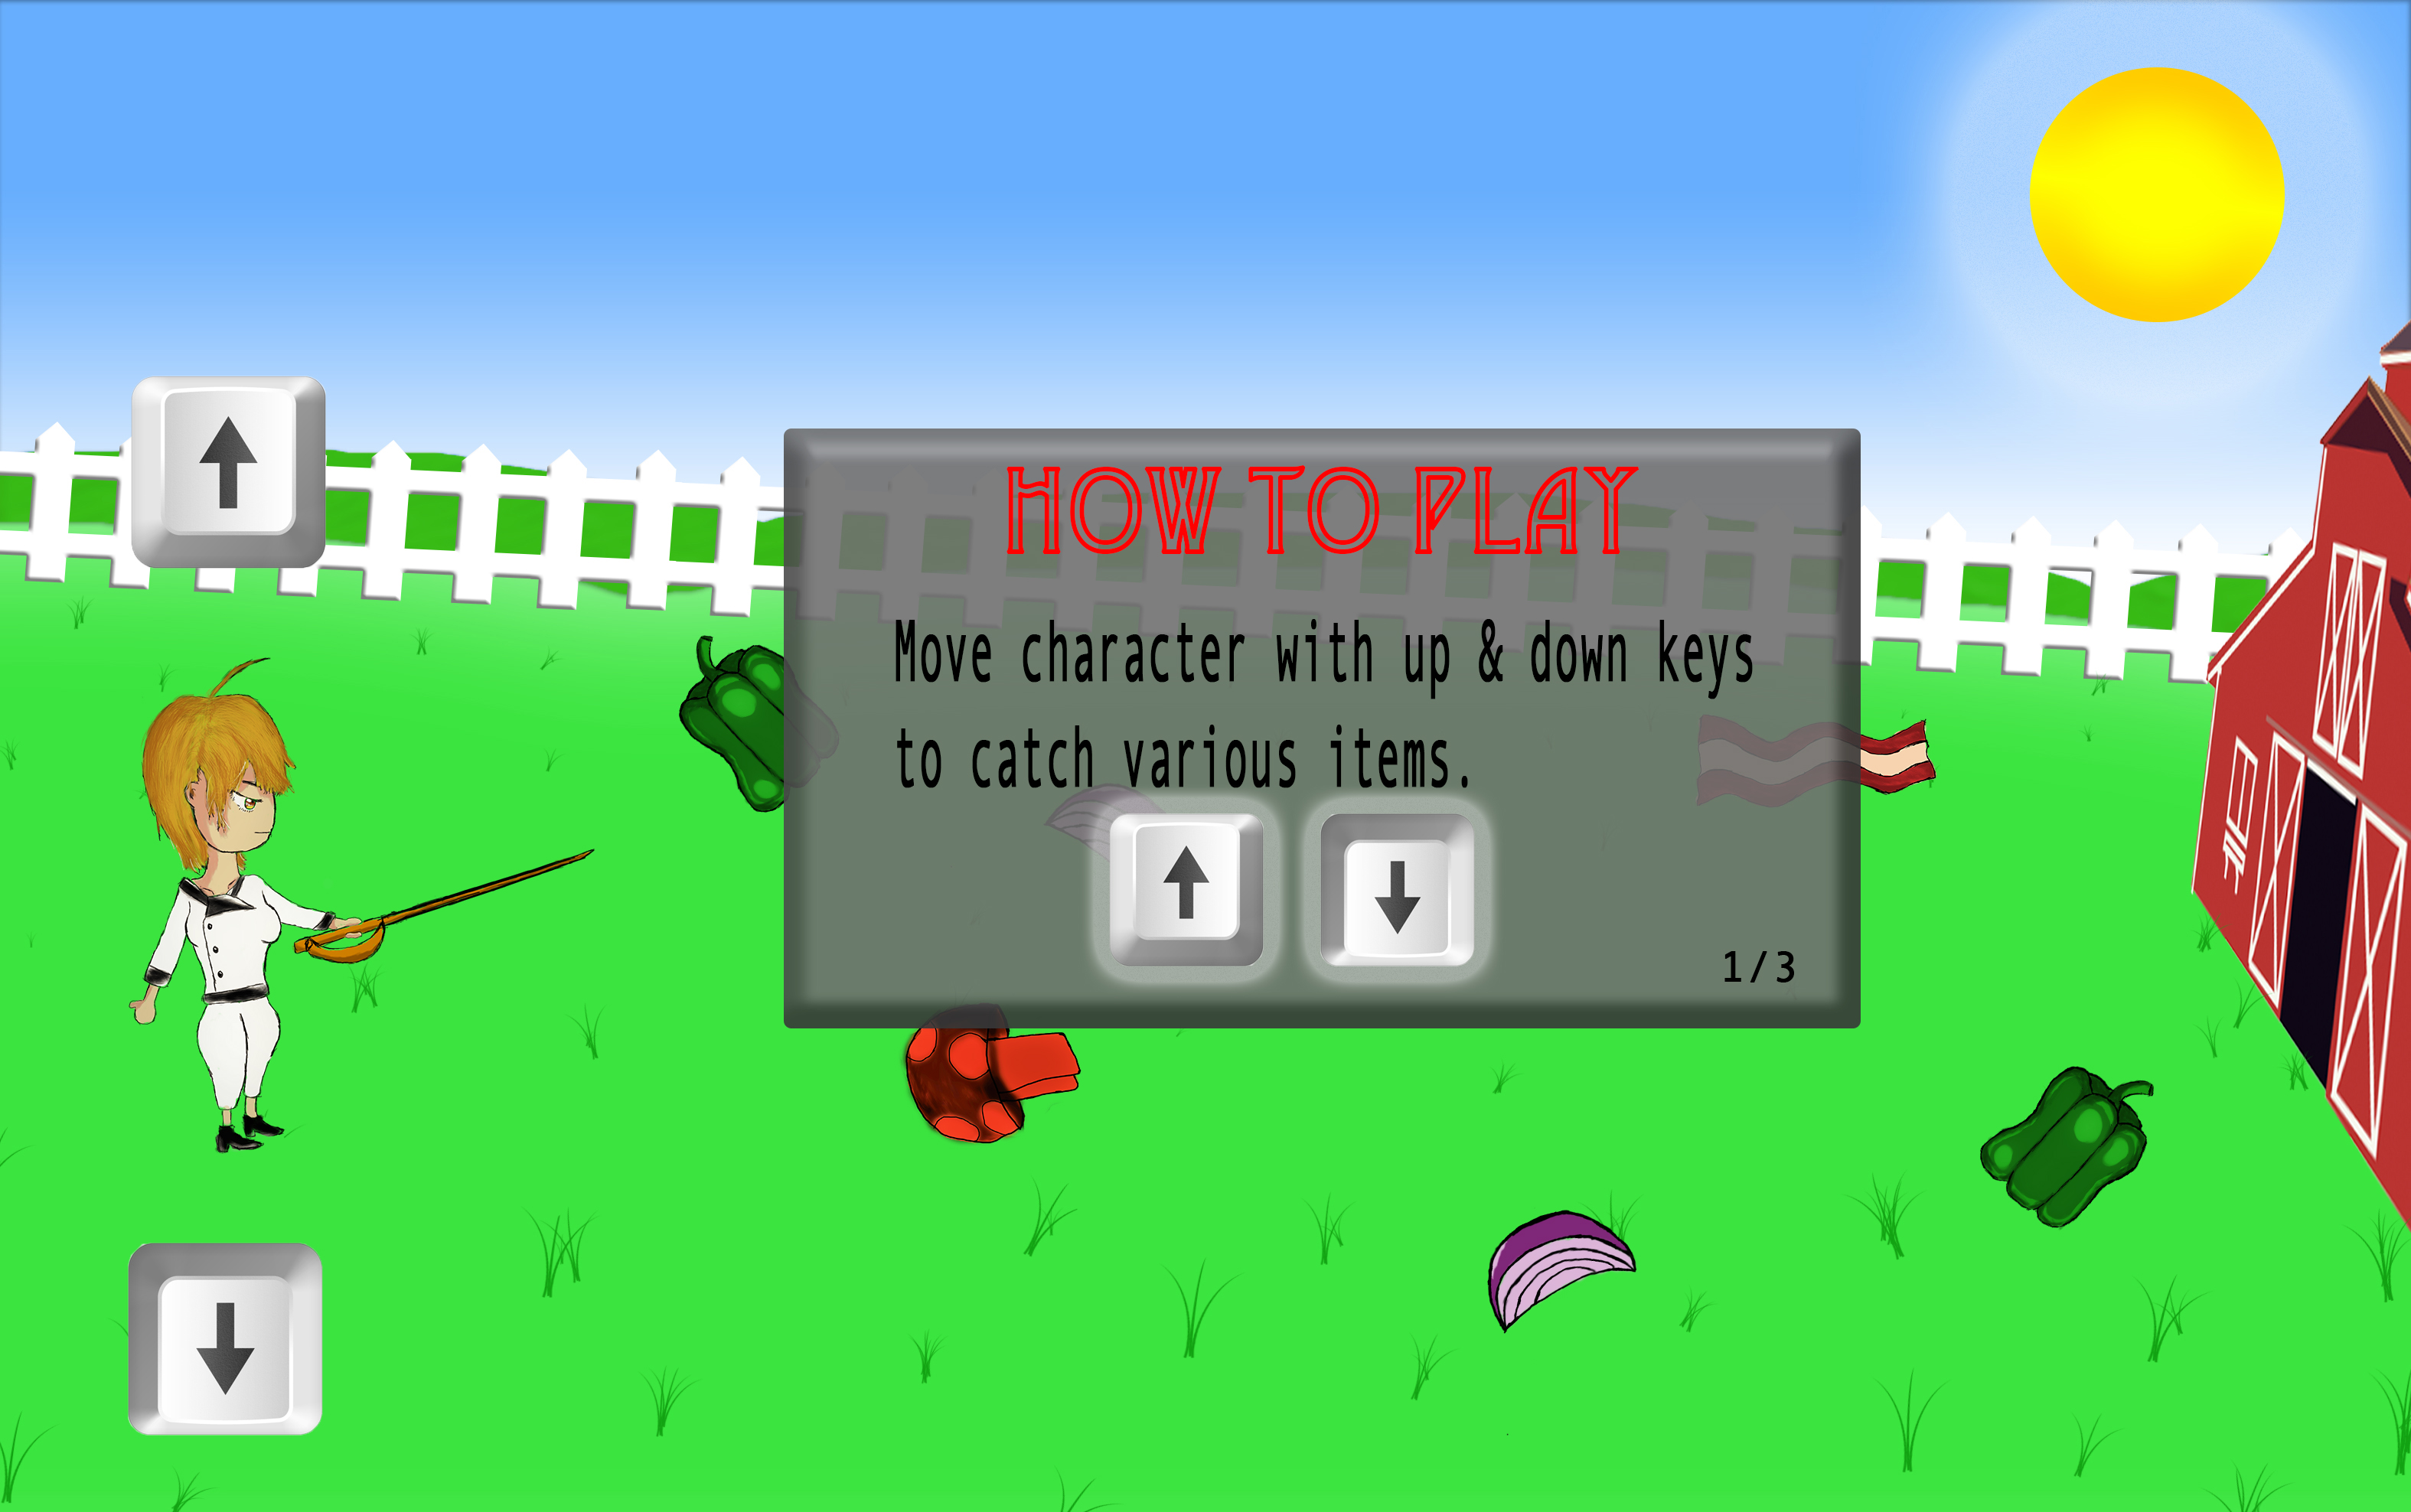 HOW TO PLAY
Move character with up & down keys
to catch various items.
1/3